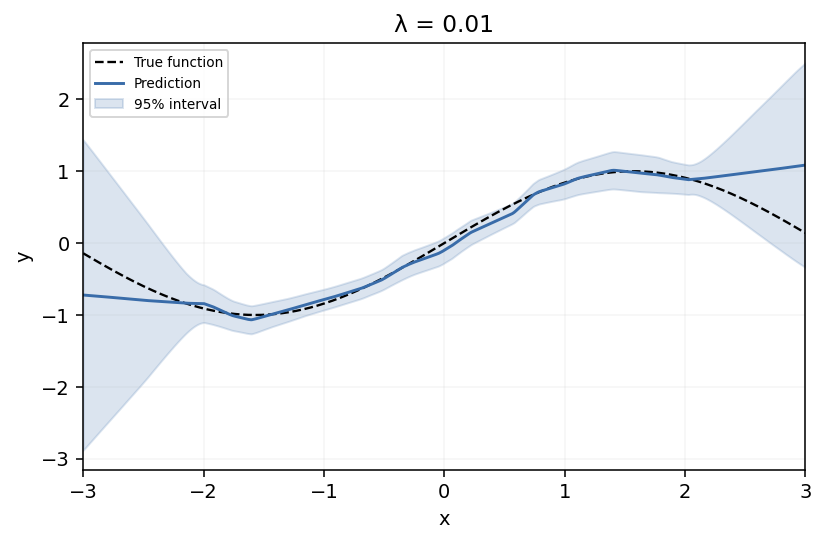 λ = 0.01
True function
Prediction
95% interval
y
2
1
0
−1
−2
−3
−3 −2 −1 0 1 2 3
x